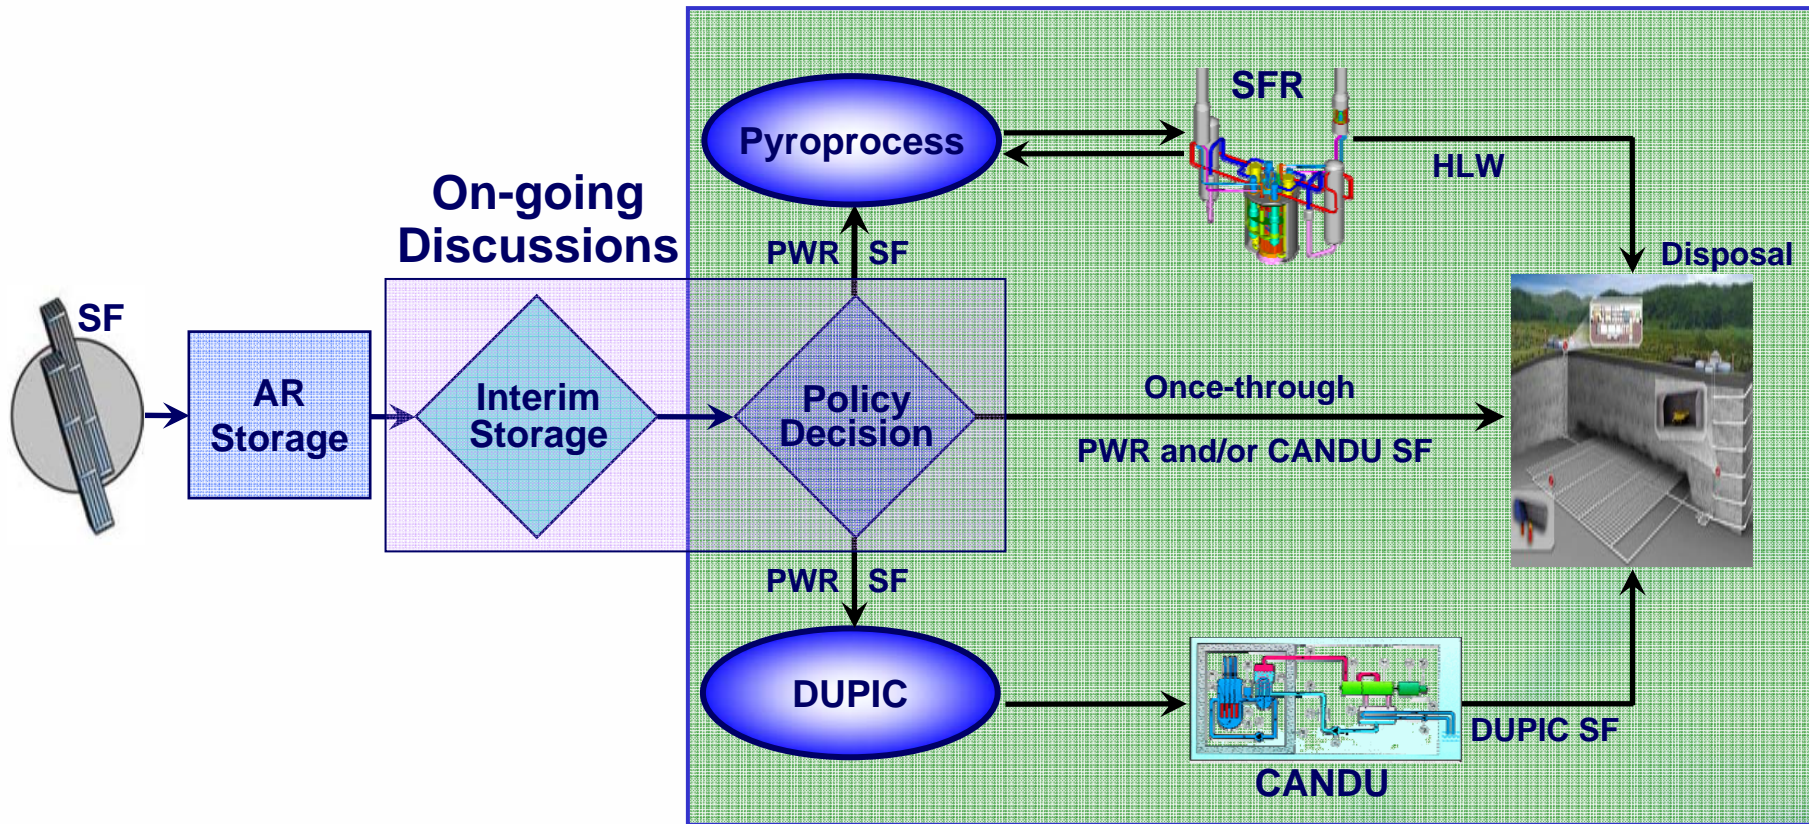 SFR
Pyroprocess
HLW
On-going
Discussions
PWR SF
Disposal
SF
AR
Storage
Interim
Storage
Policy
Decision
Once-through
PWR and/or CANDU SF
PWR SF
DUPIC
DUPIC SF
CANDU